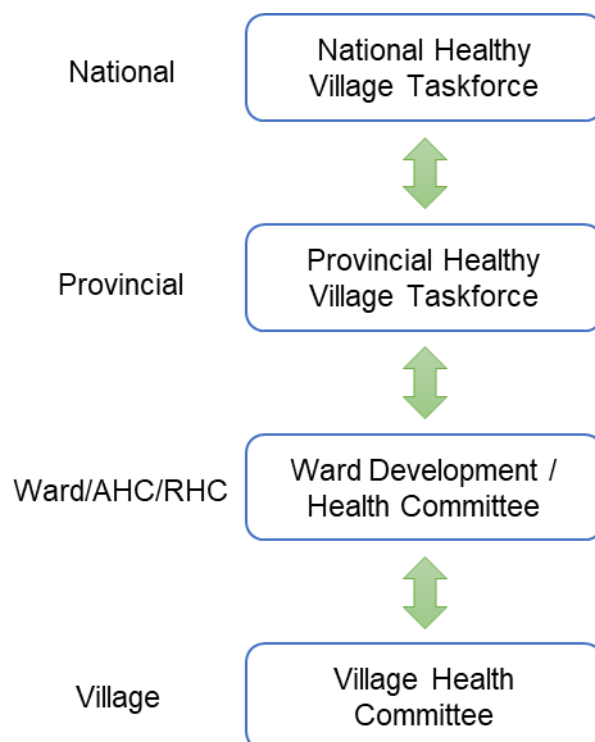 National
National Healthy
Village Taskforce
Provincial
Provincial Healthy
Village Taskforce
Ward/AHC/RHC
Ward Development /
Health Committee
Village
Village Health
Committee